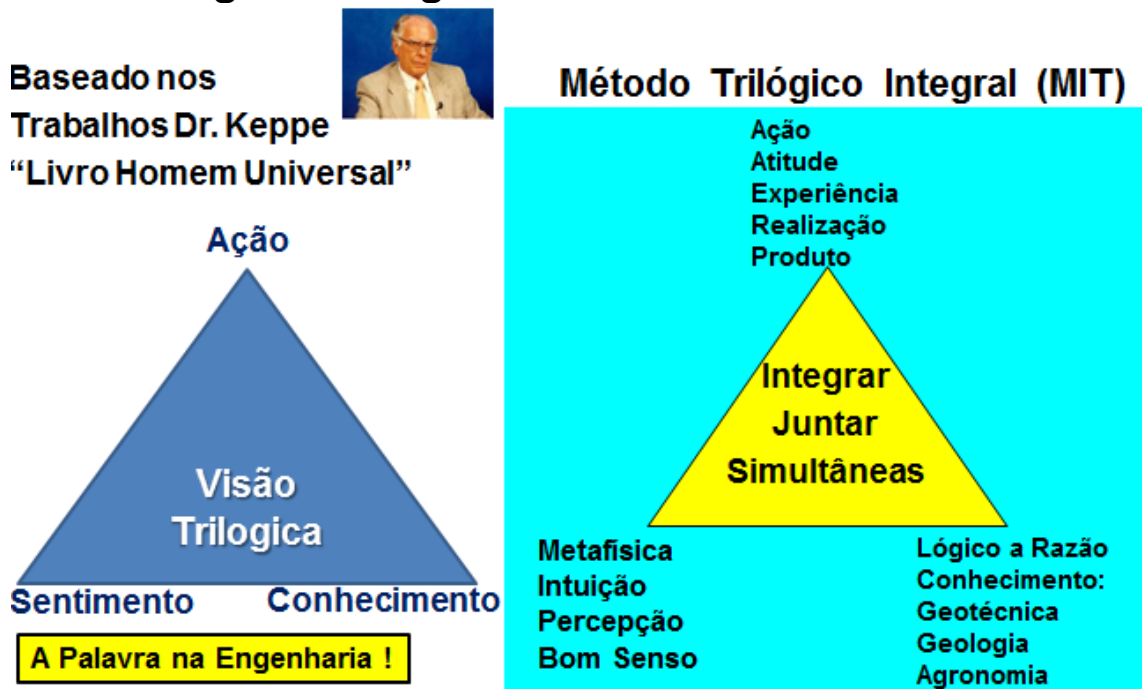 Baseado nos
Trabalhos Dr. Keppe
“Livro Homem Universal”
Ação
Visão
Trilogica
Sentimento
Conhecimento
A Palavra na Engenharia !
Método Trilógico Integral (MIT)
Ação
Atitude
Experiência
Realização
Produto
Integrar
Juntar
Simultâneas
Metafísica
Intuição
Percepção
Bom Senso
Lógico a Razão
Conhecimento:
Geotécnica
Geologia
Agronomia